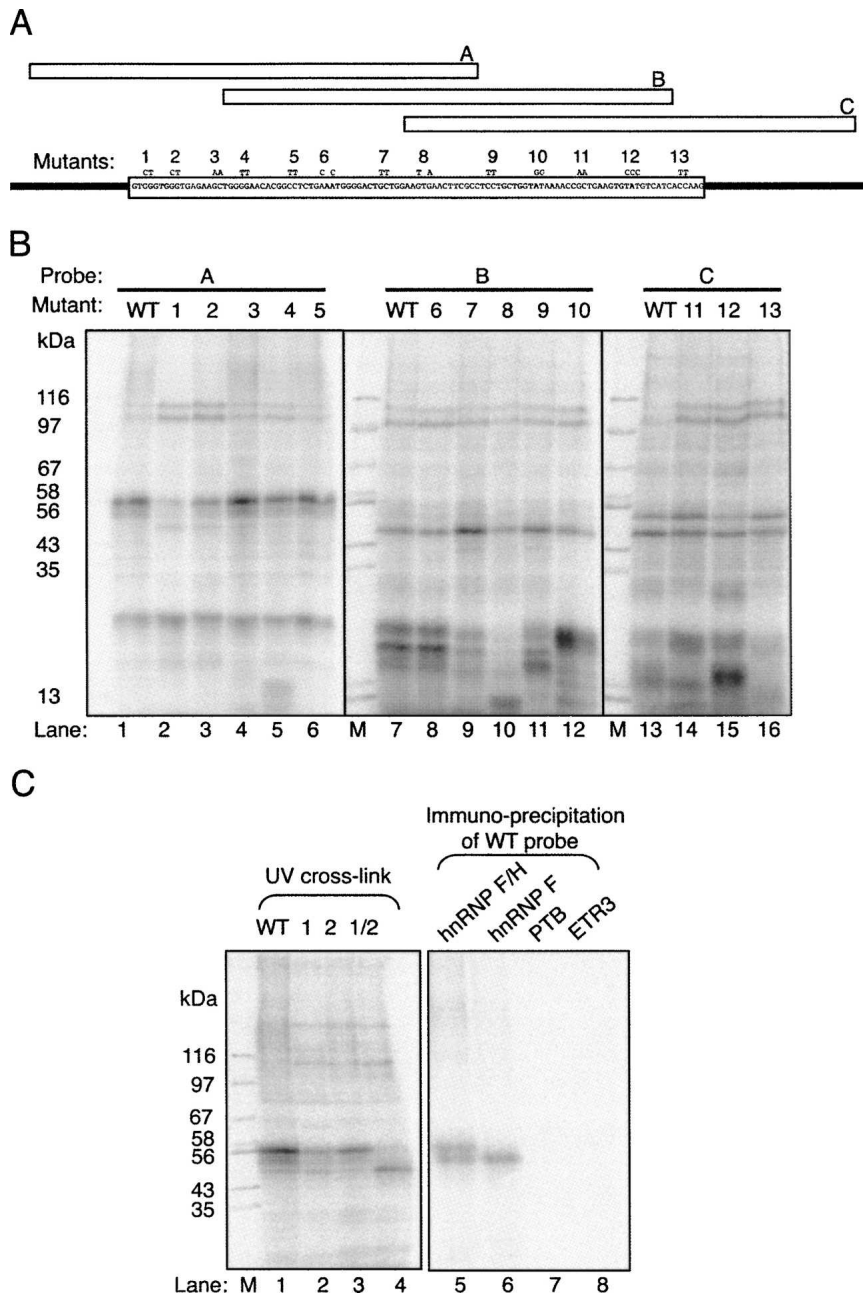 A
A
B
C
Mutants: 1 2 3 4 5 6 7 8 9 10 11 12 13
CT CT AA TT TT C C TT T A TT GC AA CCC TT
GTCGGTGGGTGAGAAGCTGGGGAACACGGCCTCTGAAATGGGGACTGCTGGAAGTGAACTTCGCCTCCTGCTGGTATAAAACCGCTGAAGTGTATGTCATCACCAAG
B
Probe: A B C
Mutant: WT 1 2 3 4 5 WT 6 7 8 9 10 WT 11 12 13
kDa
116
97
67
58
56
43
35
13
Lane: 1 2 3 4 5 6 M 7 8 9 10 11 12 M 13 14 15 16
C
Immuno-precipitation
of WT probe
UV cross-link
WT 1 2 1/2
hnRNP F/H
hnRNP F
PTB
ETR3
kDa
116
97
67
58
56
43
35
Lane: M 1 2 3 4 5 6 7 8